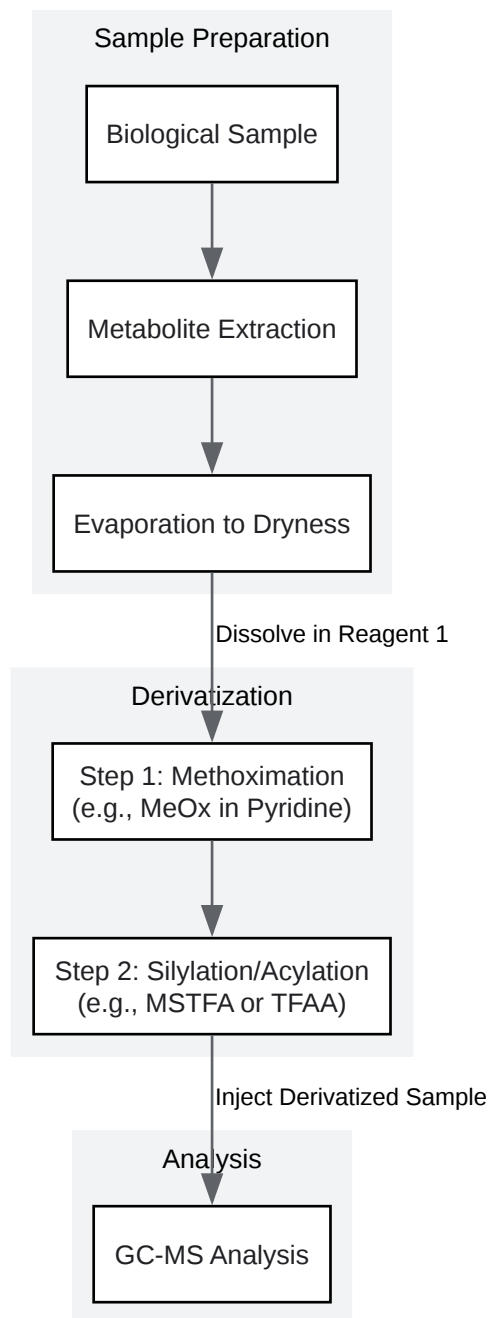 Sample Preparation
Biological Sample
Metabolite Extraction
Evaporation to Dryness
Dissolve in Reagent 1
Derivatization
Step 1: Methoximation
(e.g., MeOx in Pyridine)
Step 2: Silylation/Acylation
(e.g., MSTFA or TFAA)
Inject Derivatized Sample
Analysis
GC-MS Analysis